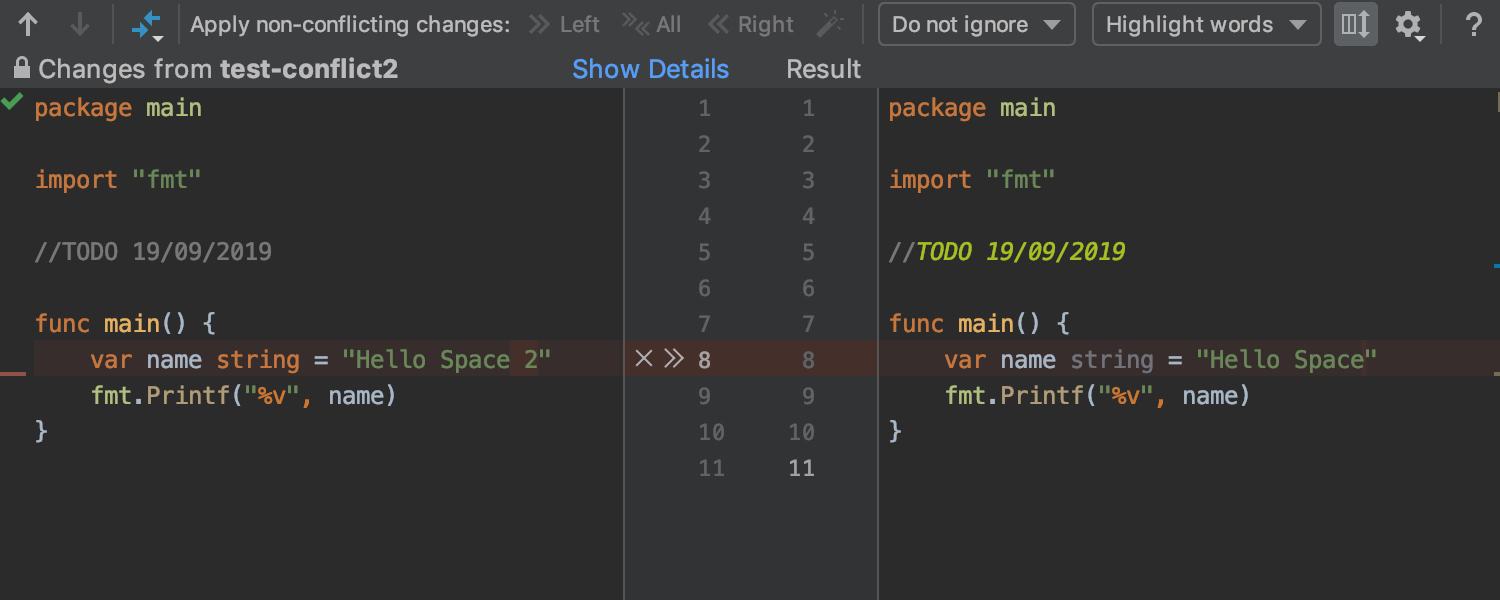 Apply non-conflicting changes: Left All Right Do not ignore Highlight words ?
Changes from test-conflict2 Show Details Result
package main 1 1 package main
2 2
import "fmt" 3 3 import "fmt"
4 4
//TODO 19/09/2019 5 5 //TODO 19/09/2019
6 6
func main() { 7 7 func main() {
var name string = "Hello Space 2" 8 8 var name string = "Hello Space"
fmt.Printf("%v", name) 9 9 fmt.Printf("%v", name)
} 10 10 }
11 11